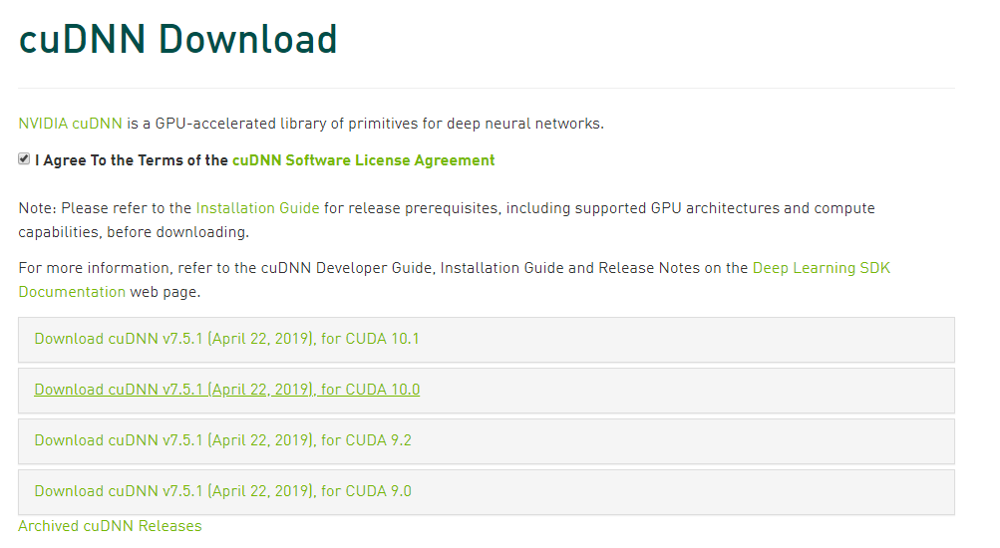 cuDNN Download
NVIDIA cuDNN is a GPU-accelerated library of primitives for deep neural networks.
I Agree To the Terms of the cuDNN Software License Agreement
Note: Please refer to the Installation Guide for release prerequisites, including supported GPU architectures and compute
capabilities, before downloading.
For more information, refer to the cuDNN Developer Guide, Installation Guide and Release Notes on the Deep Learning SDK
Documentation web page.
Download cuDNN v7.5.1 (April 22, 2019), for CUDA 10.1
Download cuDNN v7.5.1 (April 22, 2019), for CUDA 10.0
Download cuDNN v7.5.1 (April 22, 2019), for CUDA 9.2
Download cuDNN v7.5.1 (April 22, 2019), for CUDA 9.0
Archived cuDNN Releases